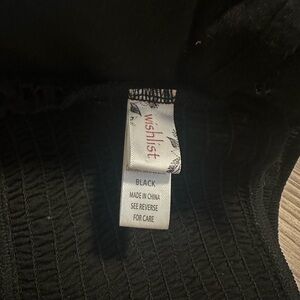 wishlist
BLACK
MADE IN CHINA
SEE REVERSE
FOR CARE